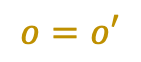 o = o′